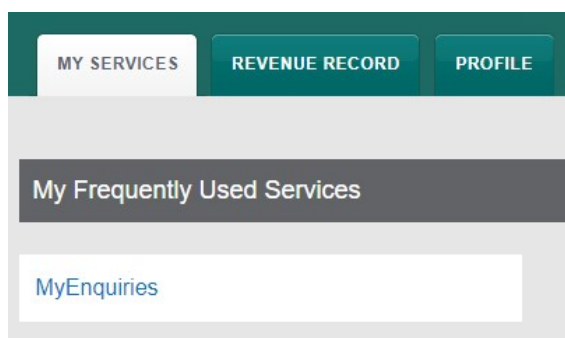 MY SERVICES REVENUE RECORD PROFILE
My Frequently Used Services
MyEnquiries